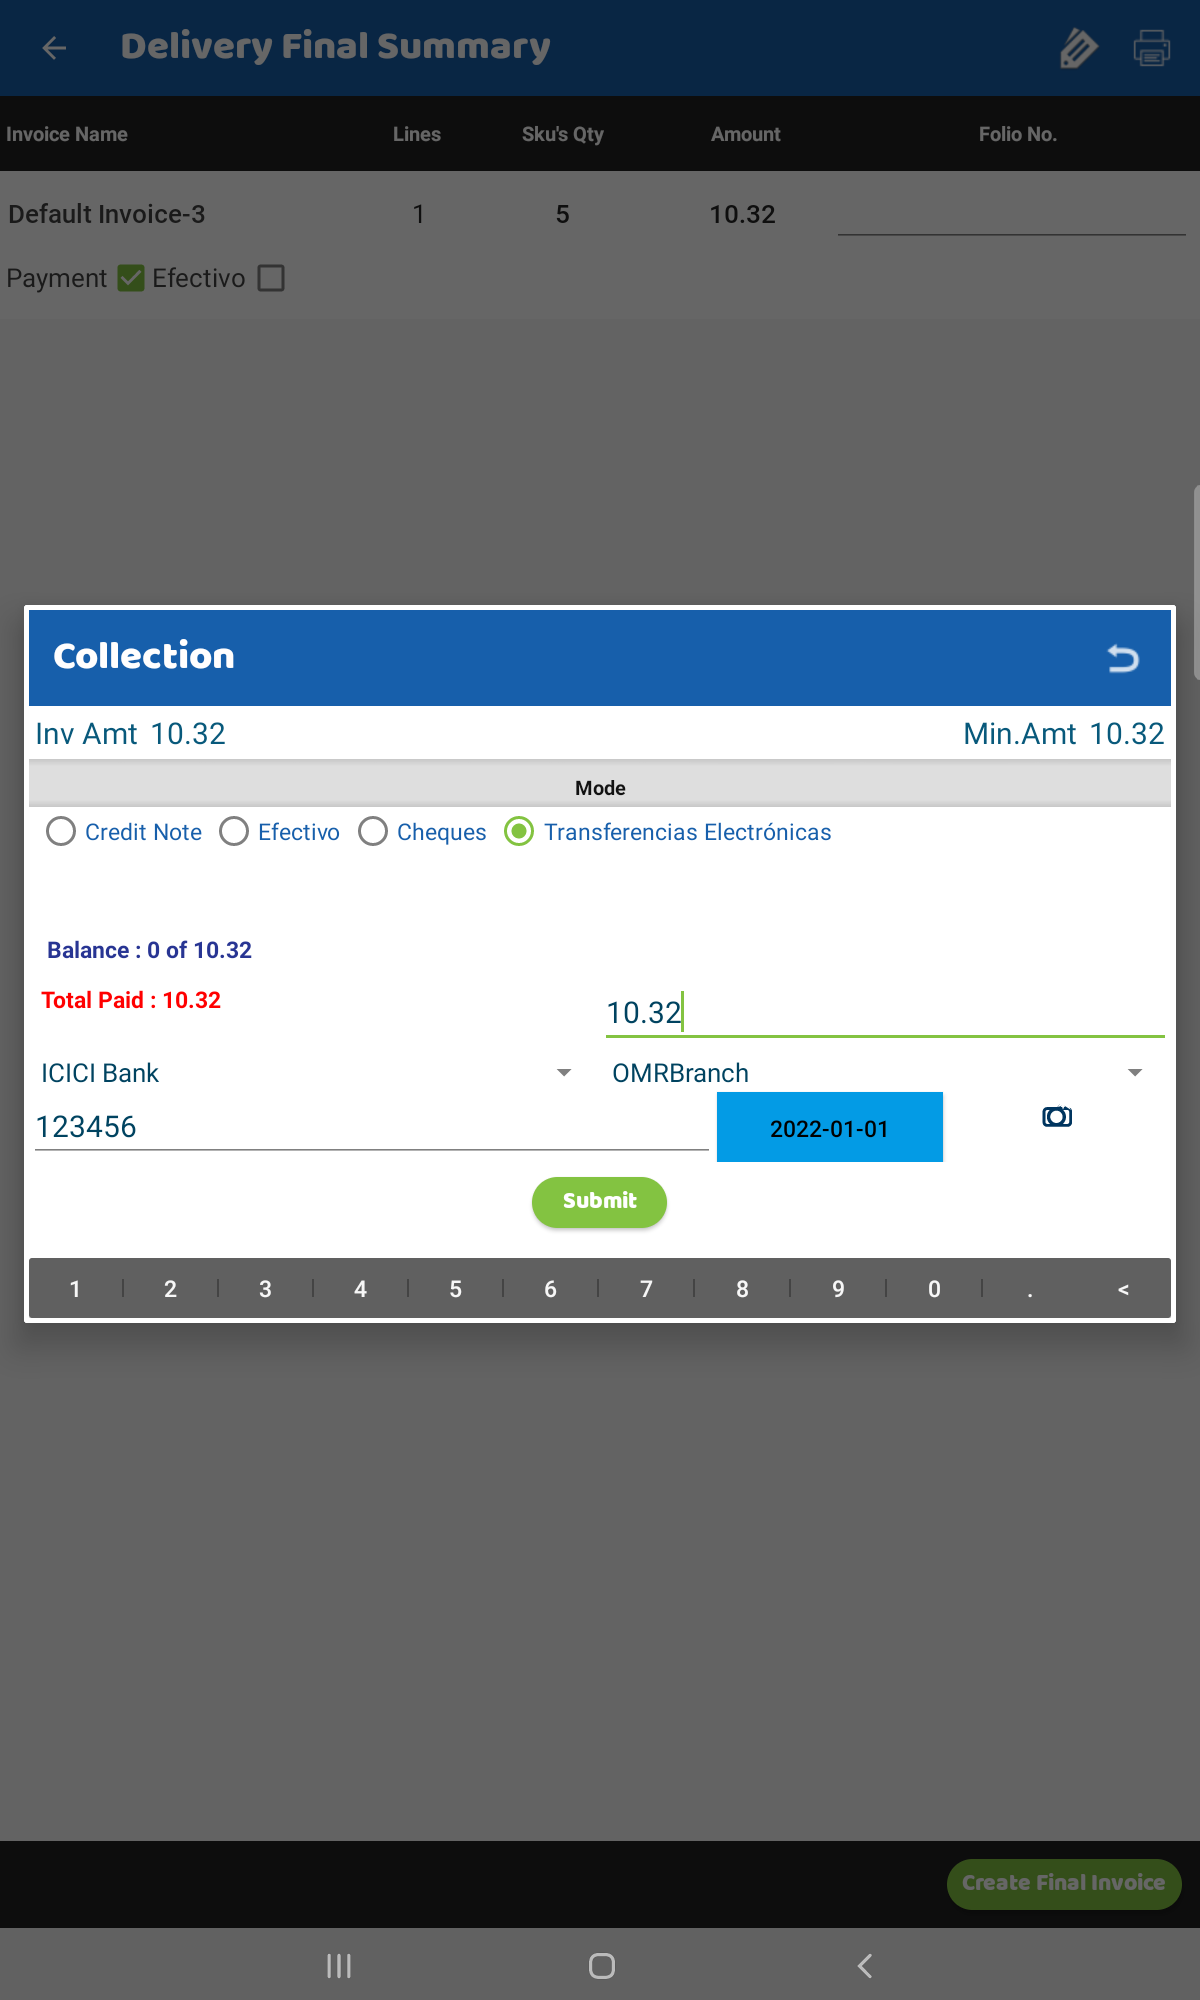 Delivery Final Summary
Invoice Name Lines Sku's Qty Amount Folio No.
Default Invoice-3 1 5 10.32
Payment Efectivo
Collection
Inv Amt 10.32 Min.Amt 10.32
Mode
Credit Note Efectivo Cheques Transferencias Electrónicas
Balance : 0 of 10.32
Total Paid : 10.32
10.32
ICICI Bank OMRBranch
123456 2022-01-01
Submit
1 2 3 4 5 6 7 8 9 0 . <
Create Final Invoice